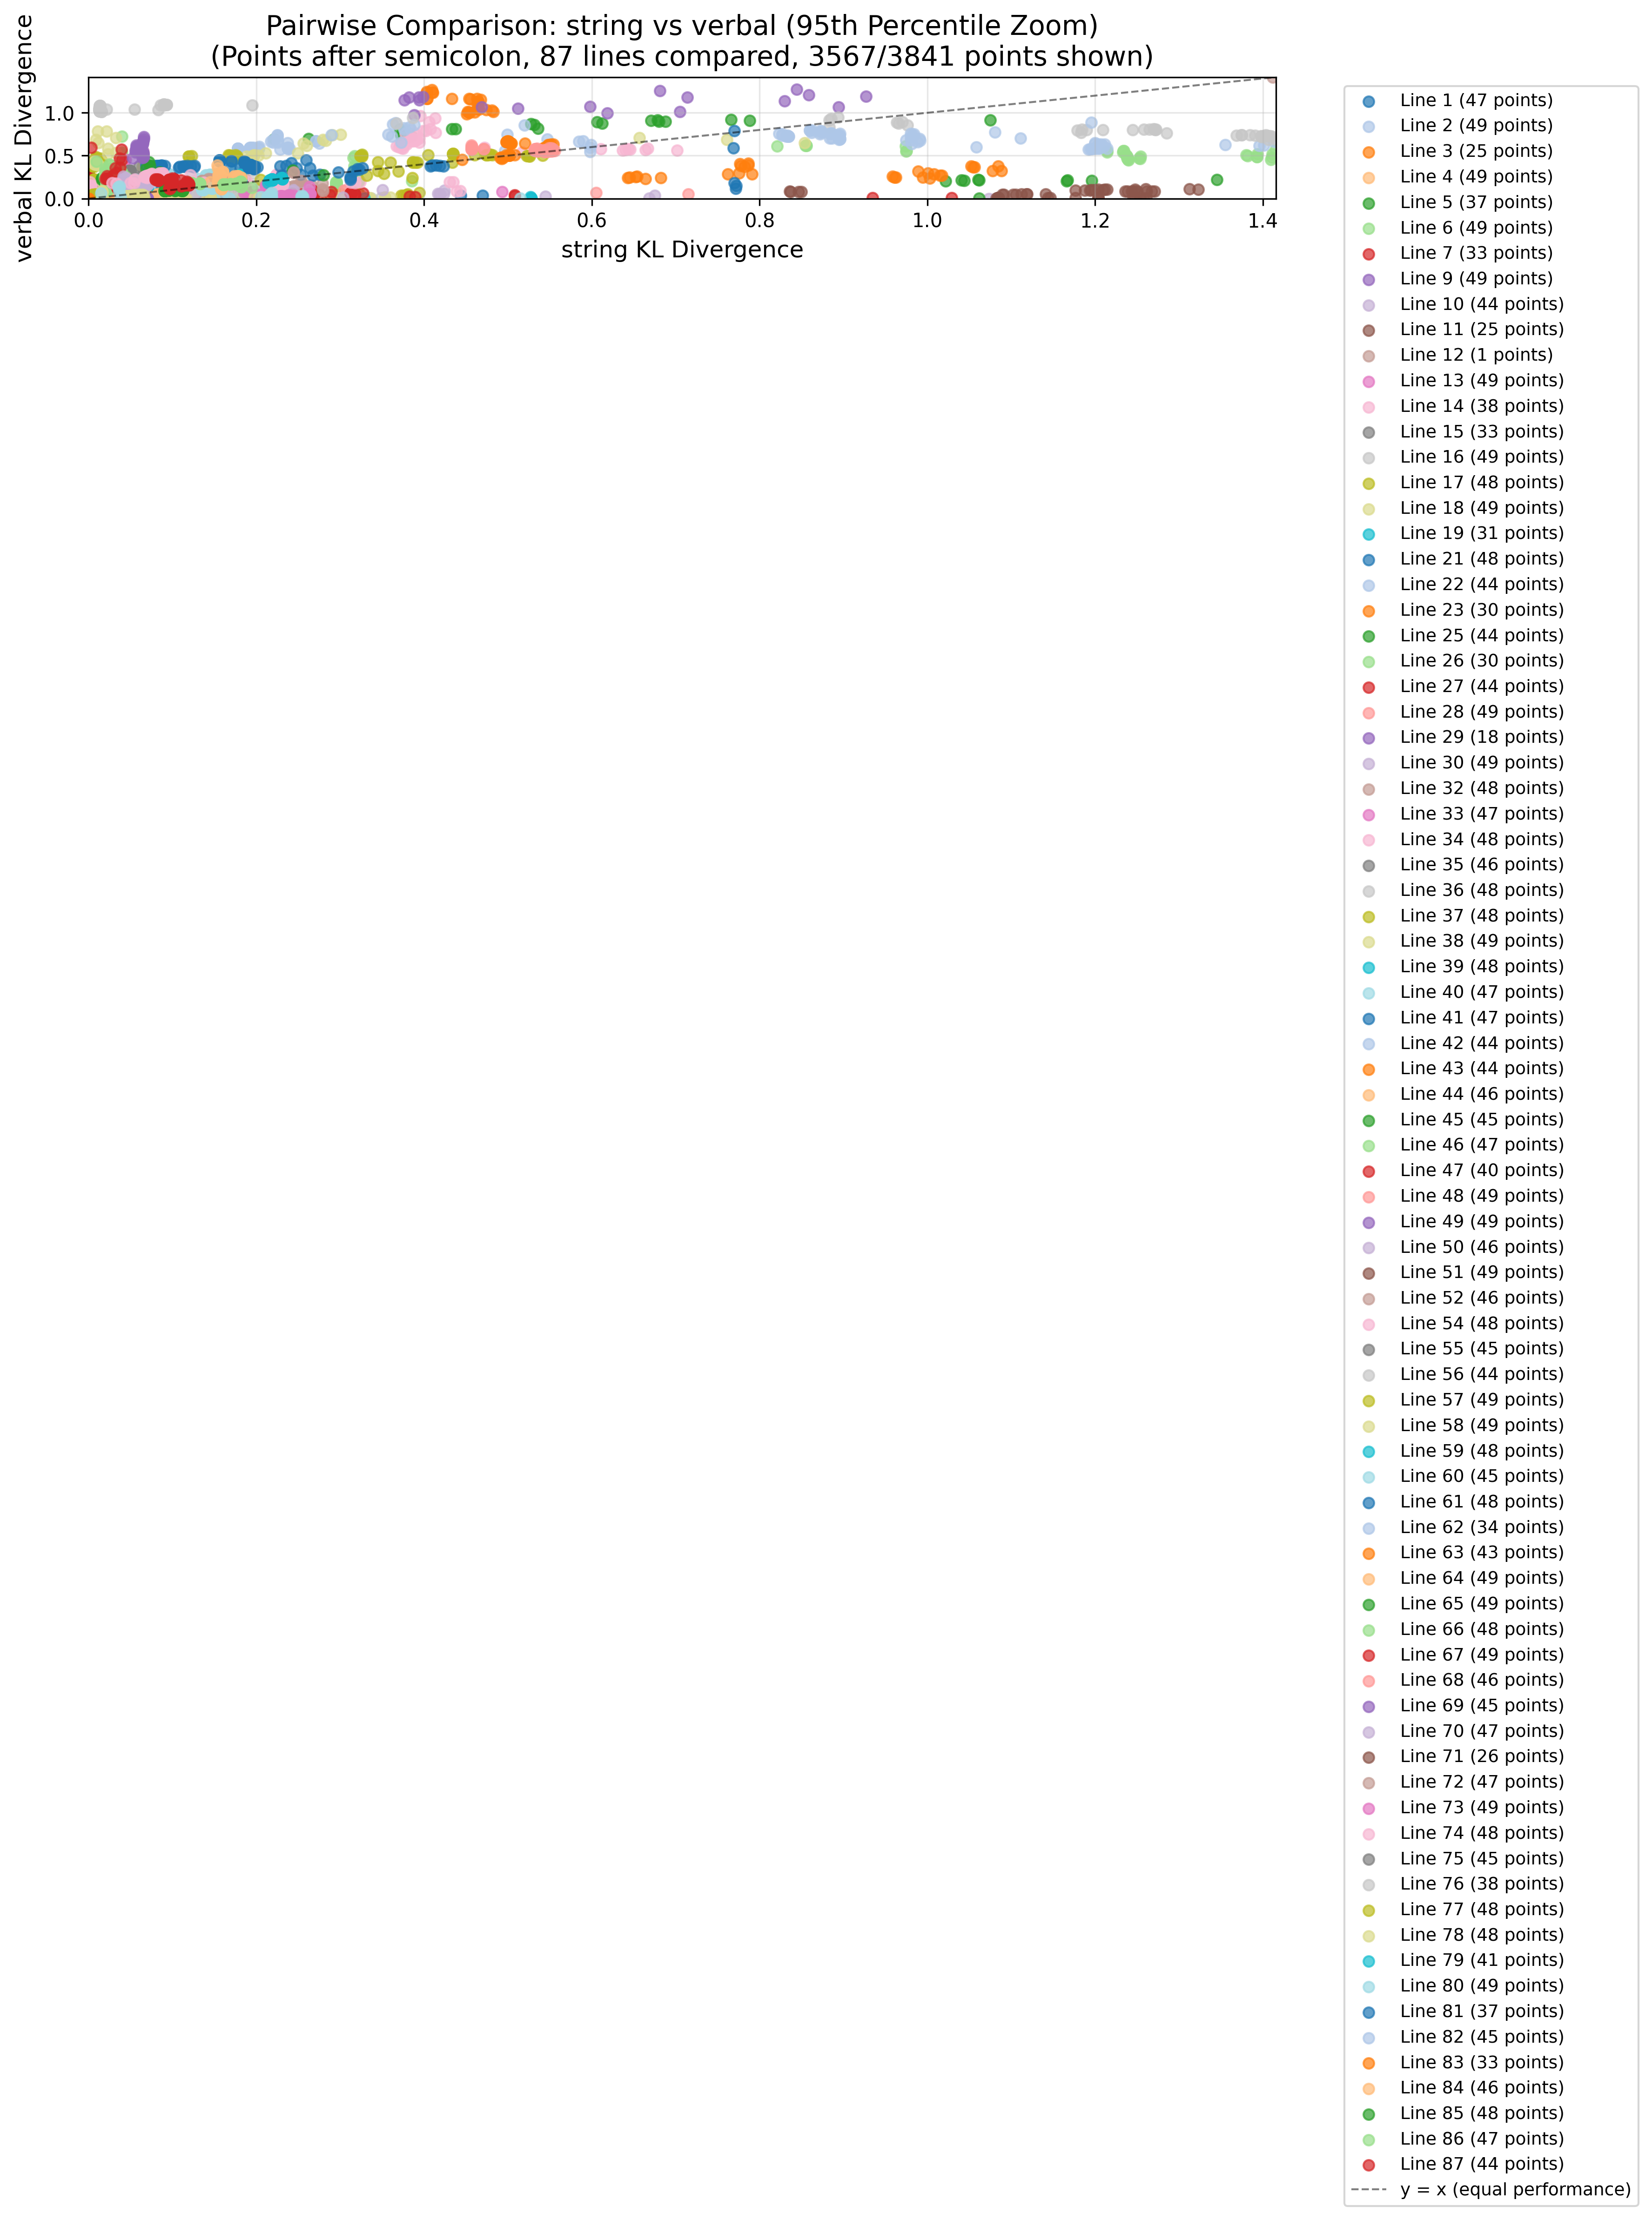 Pairwise Comparison: string vs verbal (95th Percentile Zoom)
(Points after semicolon, 87 lines compared, 3567/3841 points shown)
verbal KL Divergence
1.0
0.5
0.0
0.0 0.2 0.4 0.6 0.8 1.0 1.2 1.4
string KL Divergence
Line 1 (47 points)
Line 2 (49 points)
Line 3 (25 points)
Line 4 (49 points)
Line 5 (37 points)
Line 6 (49 points)
Line 7 (33 points)
Line 9 (49 points)
Line 10 (44 points)
Line 11 (25 points)
Line 12 (1 points)
Line 13 (49 points)
Line 14 (38 points)
Line 15 (33 points)
Line 16 (49 points)
Line 17 (48 points)
Line 18 (49 points)
Line 19 (31 points)
Line 21 (48 points)
Line 22 (44 points)
Line 23 (30 points)
Line 25 (44 points)
Line 26 (30 points)
Line 27 (44 points)
Line 28 (49 points)
Line 29 (18 points)
Line 30 (49 points)
Line 32 (48 points)
Line 33 (47 points)
Line 34 (48 points)
Line 35 (46 points)
Line 36 (48 points)
Line 37 (48 points)
Line 38 (49 points)
Line 39 (48 points)
Line 40 (47 points)
Line 41 (47 points)
Line 42 (44 points)
Line 43 (44 points)
Line 44 (46 points)
Line 45 (45 points)
Line 46 (47 points)
Line 47 (40 points)
Line 48 (49 points)
Line 49 (49 points)
Line 50 (46 points)
Line 51 (49 points)
Line 52 (46 points)
Line 54 (48 points)
Line 55 (45 points)
Line 56 (44 points)
Line 57 (49 points)
Line 58 (49 points)
Line 59 (48 points)
Line 60 (45 points)
Line 61 (48 points)
Line 62 (34 points)
Line 63 (43 points)
Line 64 (49 points)
Line 65 (49 points)
Line 66 (48 points)
Line 67 (49 points)
Line 68 (46 points)
Line 69 (45 points)
Line 70 (47 points)
Line 71 (26 points)
Line 72 (47 points)
Line 73 (49 points)
Line 74 (48 points)
Line 75 (45 points)
Line 76 (38 points)
Line 77 (48 points)
Line 78 (48 points)
Line 79 (41 points)
Line 80 (49 points)
Line 81 (37 points)
Line 82 (45 points)
Line 83 (33 points)
Line 84 (46 points)
Line 85 (48 points)
Line 86 (47 points)
Line 87 (44 points)
y = x (equal performance)